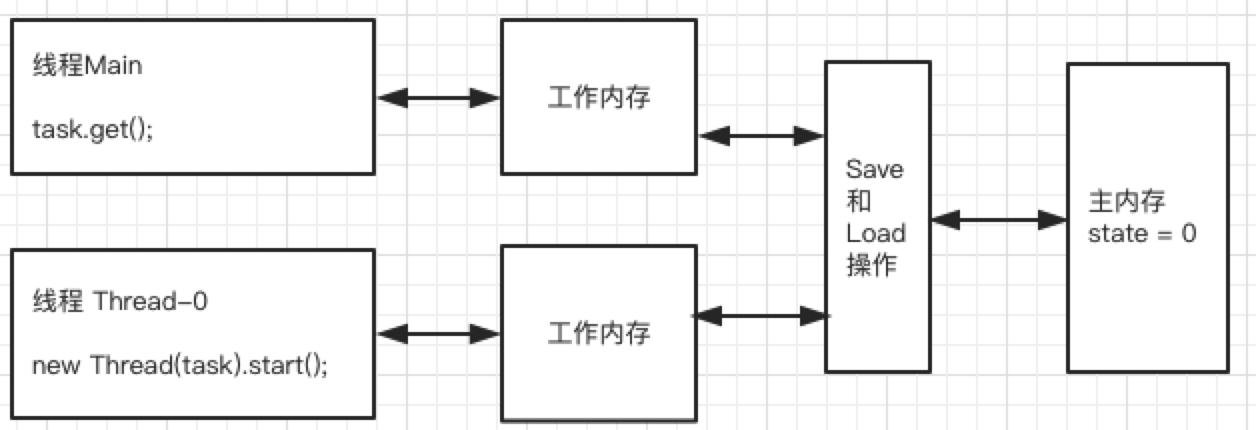 线程Main
task.get();
工作内存
线程 Thread-0
new Thread(task).start();
工作内存
Save
和
Load
操作
主内存
state = 0